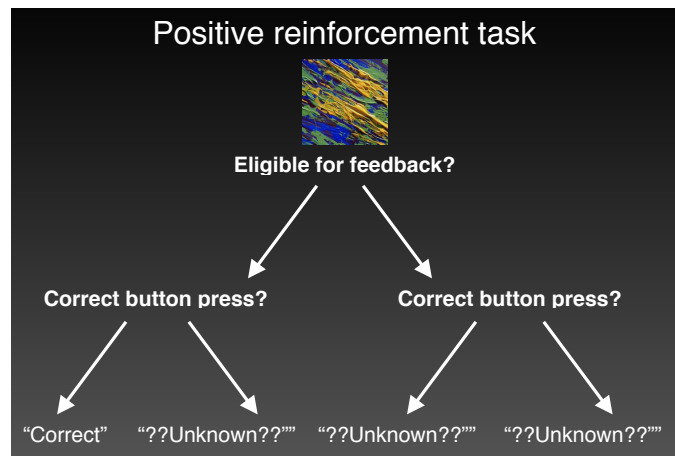 Positive reinforcement task
Eligible for feedback?
Correct button press? Correct button press?
“Correct” “??Unknown??”” “??Unknown??”” “??Unknown??””